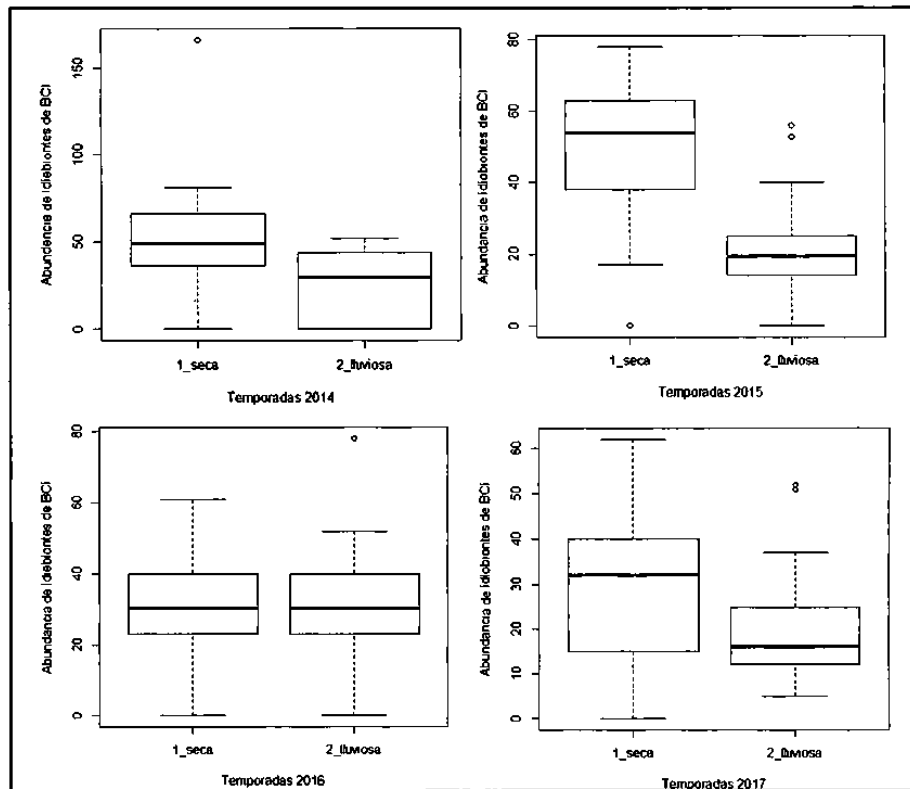 Abundancia de Idiobiontes de BCI
150
100
50
0
1_seca
2_lluviosa
Temporadas 2014
Abundancia de Idiobiontes de BCI
80
60
40
20
0
1_seca
2_lluviosa
Temporadas 2015
Abundancia de Idiobiontes de BCI
80
60
40
20
0
1_seca
2_lluviosa
Temporadas 2016
Abundancia de Idiobiontes de BCI
60
50
40
30
20
10
0
1_seca
2_lluviosa
Temporadas 2017